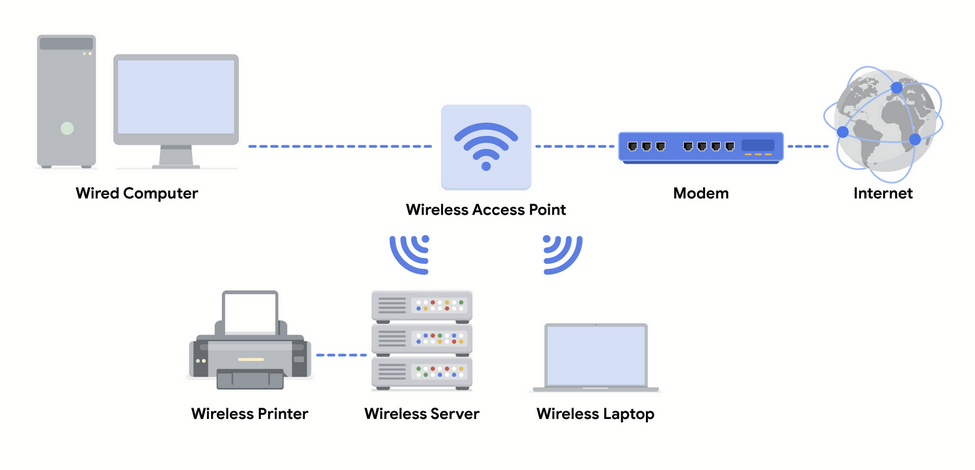 Wired Computer
Wireless Access Point
Modem
Internet
Wireless Printer
Wireless Server
Wireless Laptop